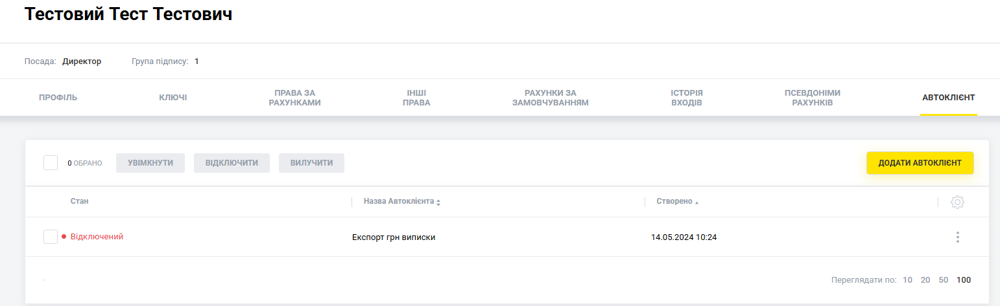 Тестовий Тест Тестович
Посада: Директор Група підпису: 1
ПРОФІЛЬ
КЛЮЧІ
ПРАВА ЗА
РАХУНКАМИ
ІНШІ
ПРАВА
РАХУНКИ ЗА
ЗАМОВЧУВАННЯМ
ІСТОРІЯ
ВХОДІВ
ПСЕВДОНІМИ
РАХУНКІВ
АВТОКЛІЄНТ
0 ОБРАНО УВІМКНУТИ ВІДКЛЮЧИТИ ВИЛУЧИТИ ДОДАТИ АВТОКЛІЄНТ
Стан Назва Автоклієнта Створено
Відключений Експорт грн виписки 14.05.2024 10:24
Переглядати по: 10 20 50 100